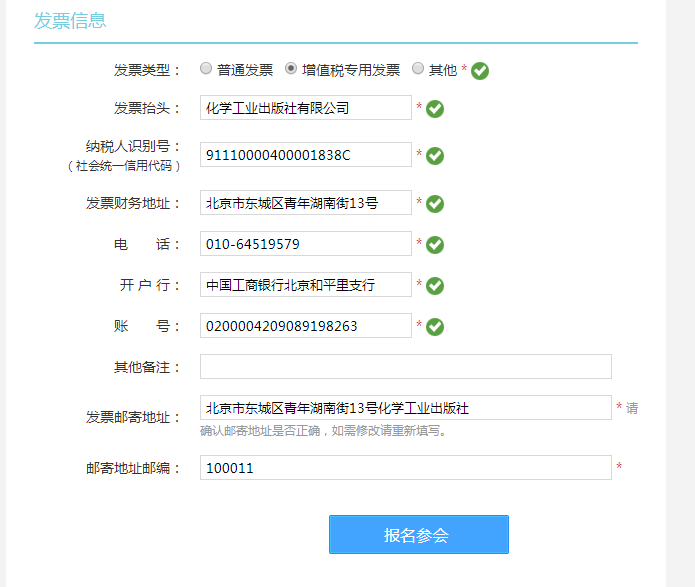 发票信息
发票类型： 普通发票 增值税专用发票 其他 *
发票抬头： 化学工业出版社有限公司 *
纳税人识别号：
（社会统一信用代码） 91110000400001838C *
发票财务地址： 北京市东城区青年湖南街13号 *
电 话： 010-64519579 *
开 户 行： 中国工商银行北京和平里支行 *
账 号： 0200004209089198263 *
其他备注：
发票邮寄地址： 北京市东城区青年湖南街13号化学工业出版社 * 请
确认邮寄地址是否正确，如需修改请重新填写。
邮寄地址邮编： 100011 *
报名参会